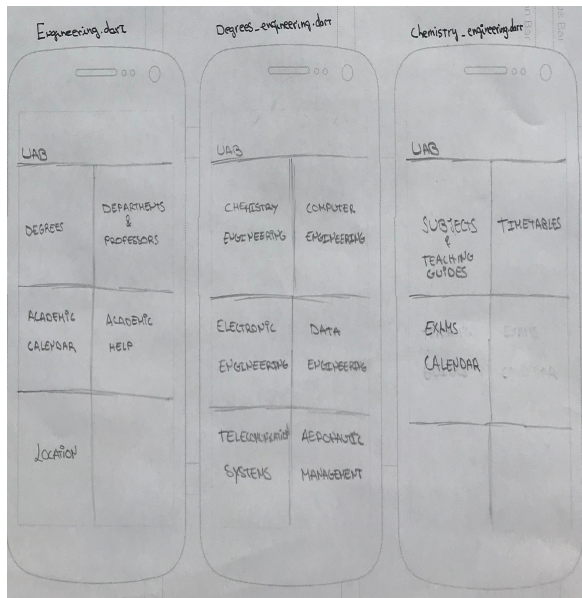 Engineering.dart
UAB
DEGREES
DEPARTMENTS
&
PROFESSORS
ACADEMIC
CALENDAR
ACADEMIC
HELP
LOCATION
Degrees_engineering.dart
UAB
CHEMISTRY
ENGINEERING
COMPUTER
ENGINEERING
ELECTRONIC
ENGINEERING
DATA
ENGINEERING
TELECOMUNICATION
SYSTEMS
AERONAUTIC
MANAGEMENT
Chemistry_engineering.dart
UAB
SUBJECTS
&
TEACHING
GUIDES
TIMETABLES
EXAMS
CALENDAR